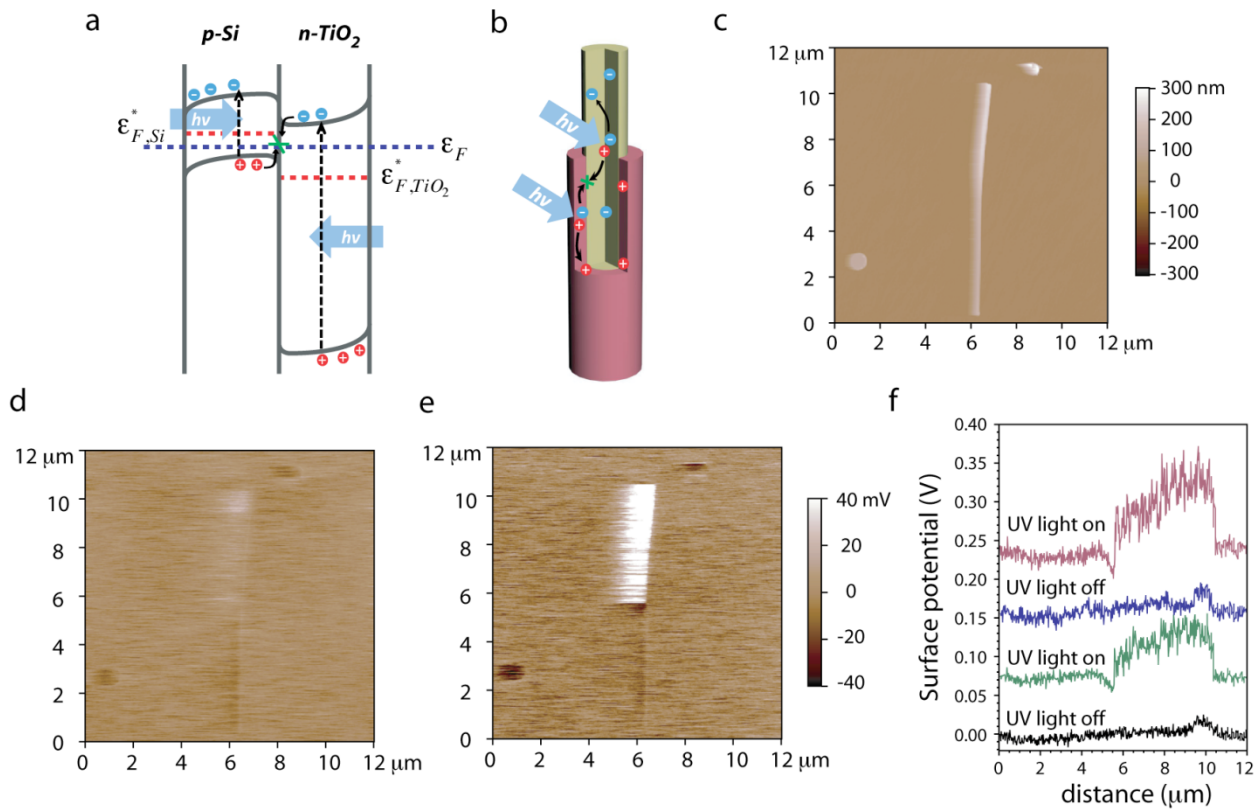 a
p-Si n-TiO₂
hν
ε*F,Si
εF
ε*F,TiO₂
hν
b
hν
hν
c
12 μm
10
8
6
4
2
0
0 2 4 6 8 10 12
μm
300 nm
200
100
0
-100
-200
-300
d
12 μm
10
8
6
4
2
0
0 2 4 6 8 10 12
μm
e
12 μm
10
8
6
4
2
0
0 2 4 6 8 10 12
μm
40 mV
20
0
-20
-40
f
Surface potential (V)
0.40
0.35
0.30
0.25
0.20
0.15
0.10
0.05
0.00
UV light on
UV light off
UV light on
UV light off
0 2 4 6 8 10 12
distance (μm)